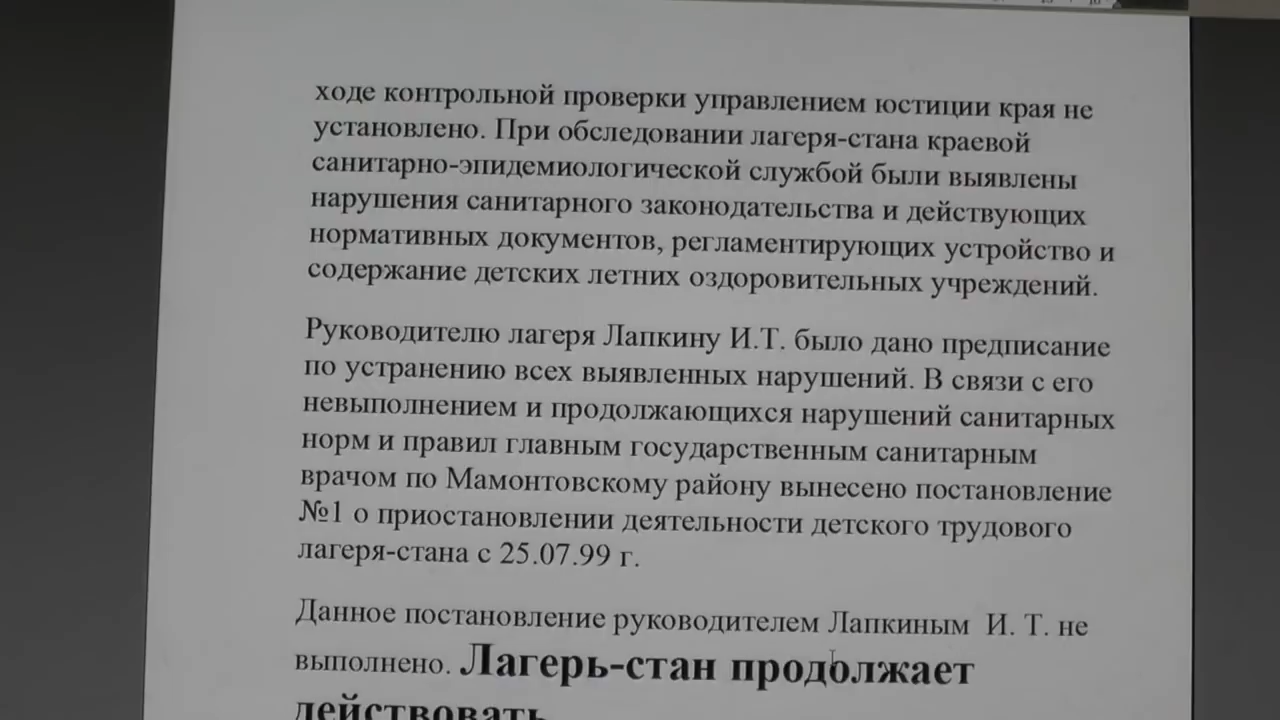 ходе контрольной проверки управлением юстиции края не
установлено. При обследовании лагеря-стана краевой
санитарно-эпидемиологической службой были выявлены
нарушения санитарного законодательства и действующих
нормативных документов, регламентирующих устройство и
содержание детских летних оздоровительных учреждений.
Руководителю лагеря Лапкину И.Т. было дано предписание
по устранению всех выявленных нарушений. В связи с его
невыполнением и продолжающихся нарушений санитарных
норм и правил главным государственным санитарным
врачом по Мамонтовскому району вынесено постановление
№1 о приостановлении деятельности детского трудового
лагеря-стана с 25.07.99 г.
Данное постановление руководителем Лапкиным И. Т. не
выполнено. Лагерь-стан продолжает
действовать